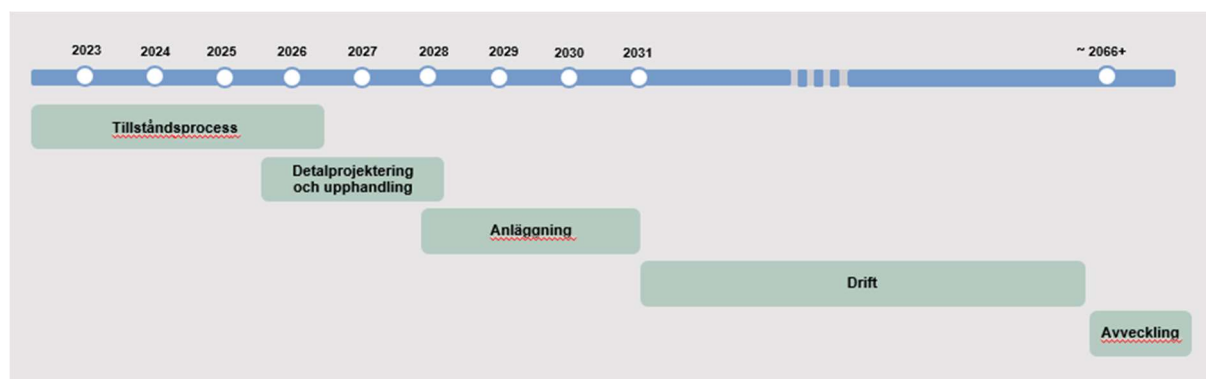 2023
2024
2025
2026
2027
2028
2029
2030
2031
~ 2066+
Tillståndsprocess
Detalprojektering
och upphandling
Anläggning
Drift
Avveckling